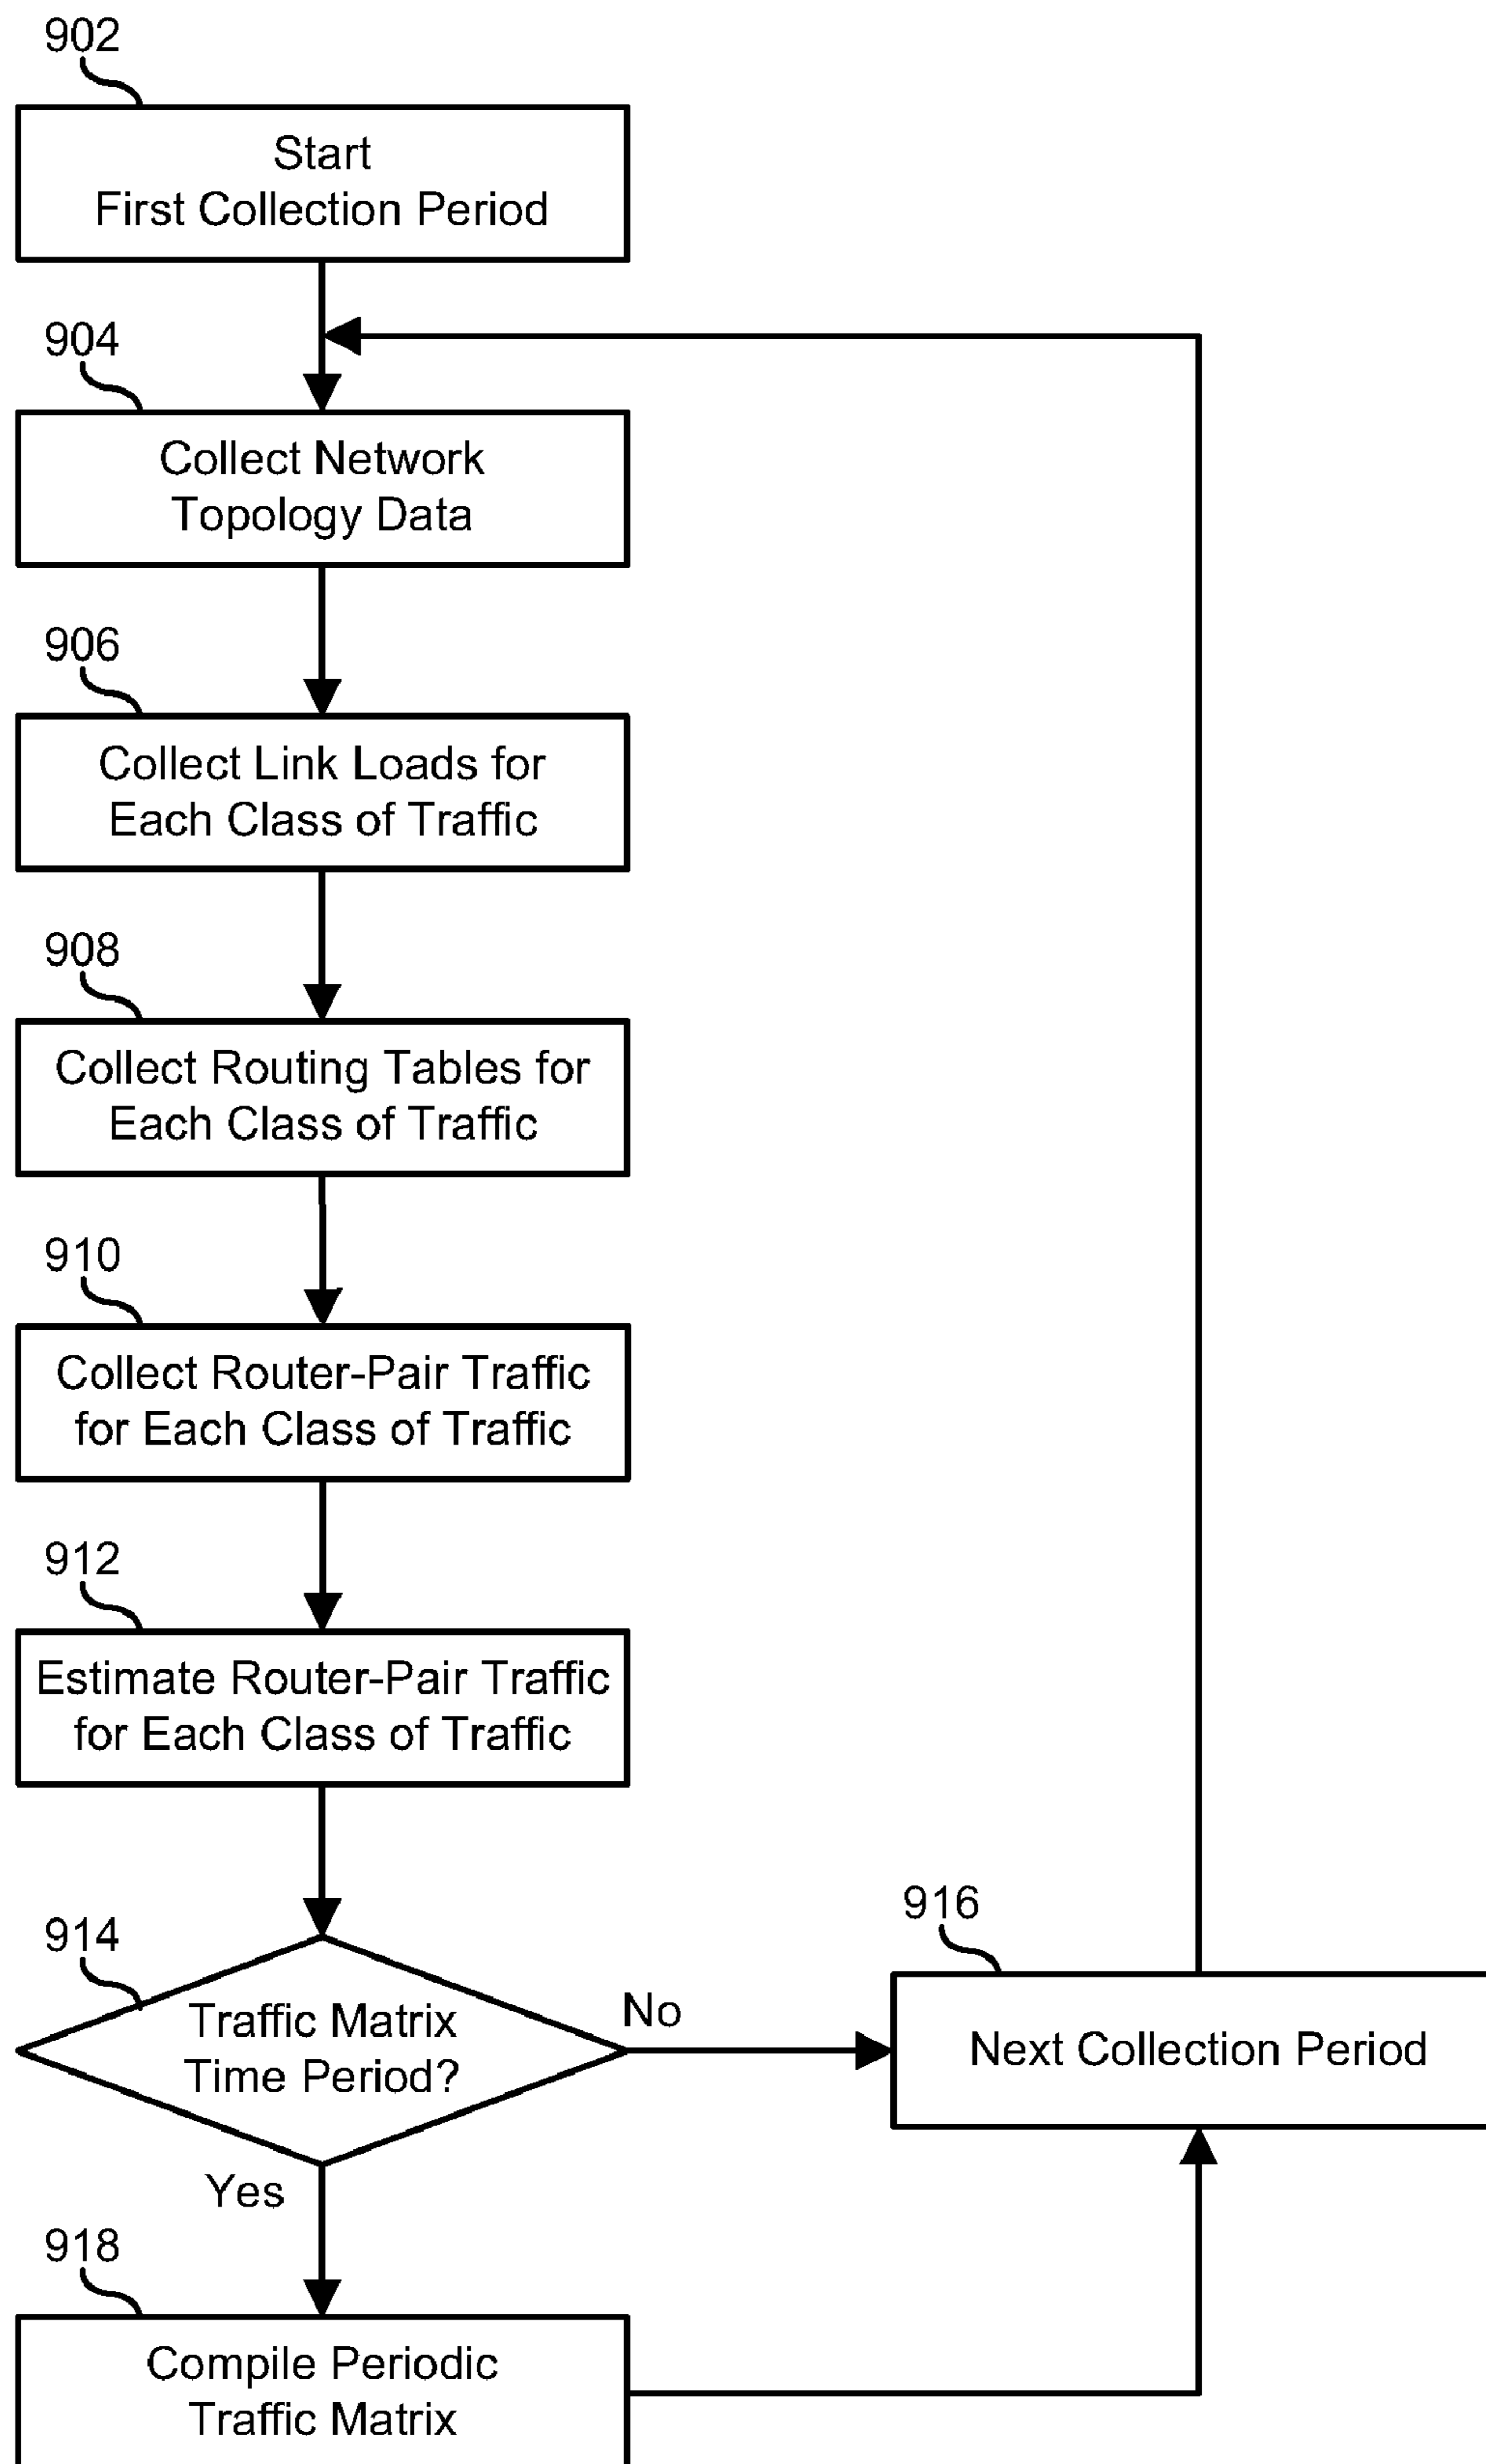 902
Start
First Collection Period
904
Collect Network
Topology Data
906
Collect Link Loads for
Each Class of Traffic
908
Collect Routing Tables for
Each Class of Traffic
910
Collect Router-Pair Traffic
for Each Class of Traffic
912
Estimate Router-Pair Traffic
for Each Class of Traffic
914
Traffic Matrix
Time Period?
No
916
Next Collection Period
Yes
918
Compile Periodic
Traffic Matrix